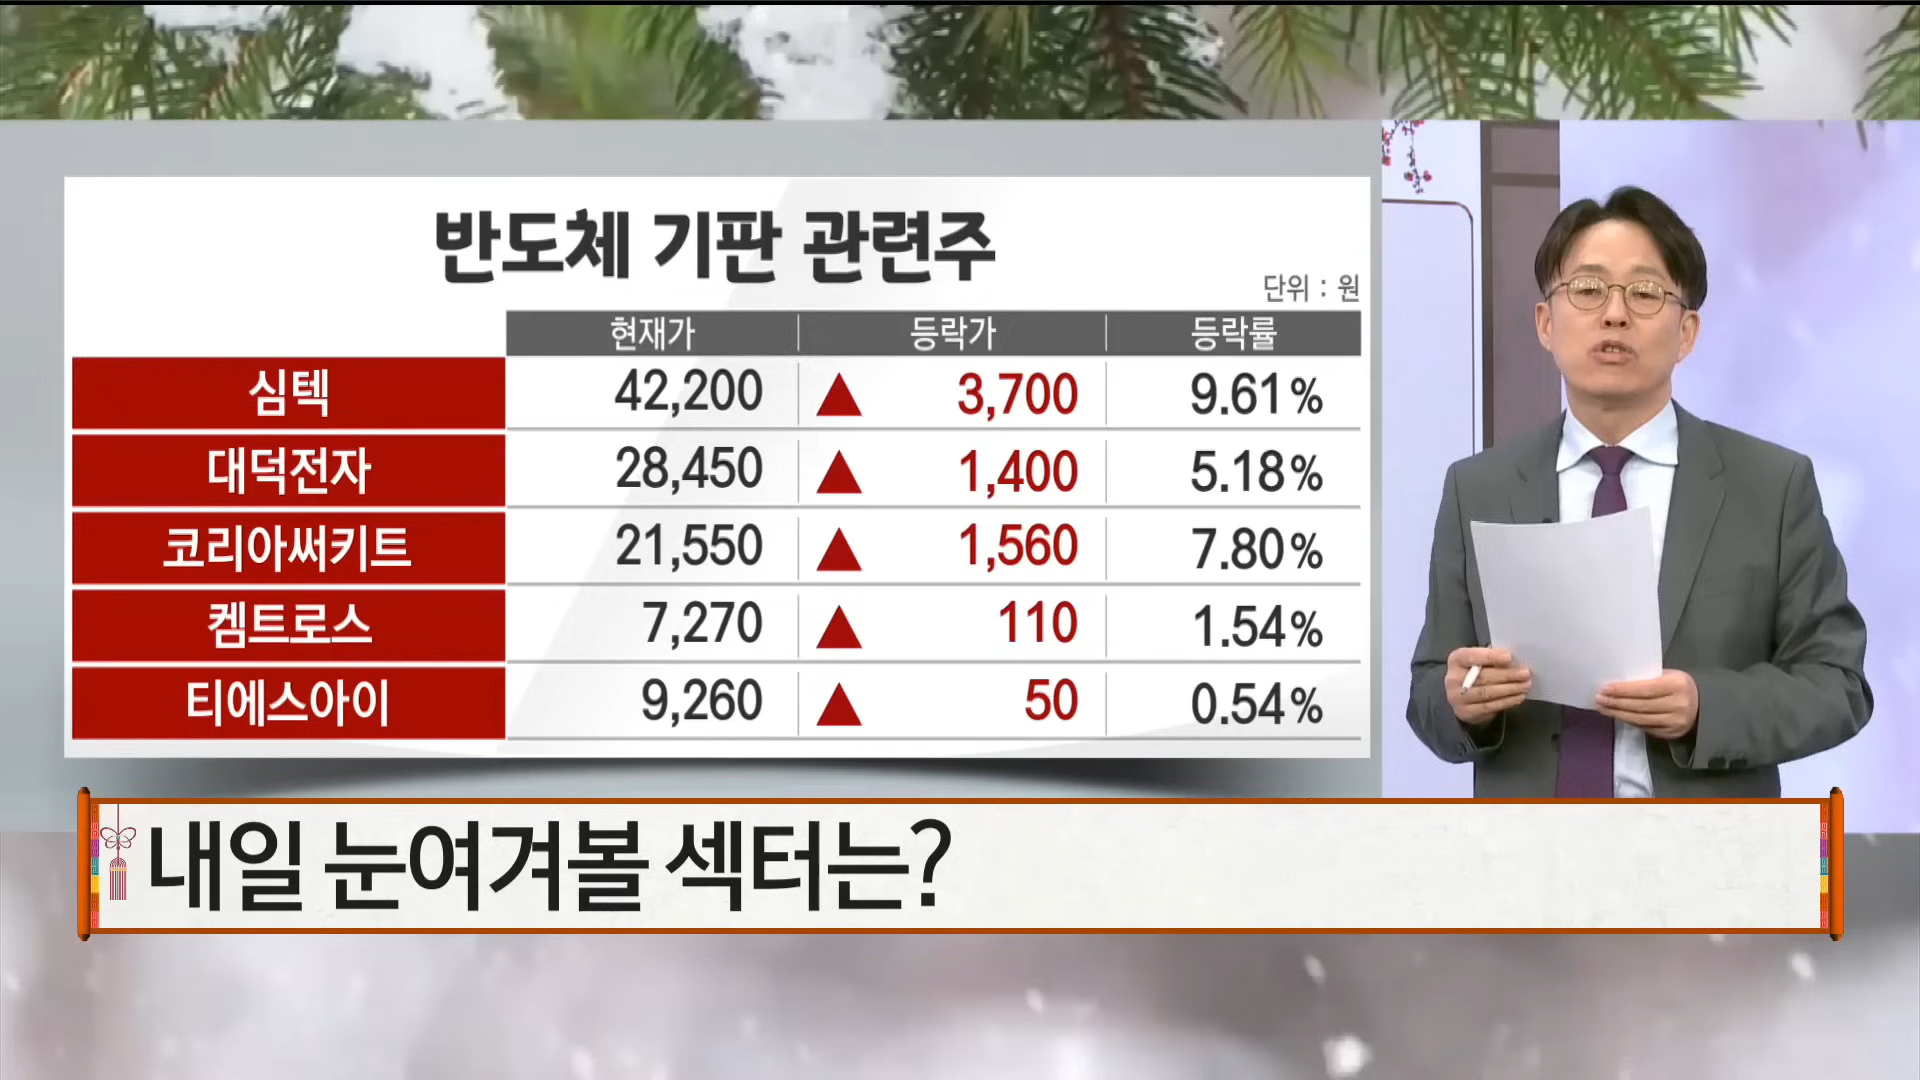 반도체 기판 관련주
단위 : 원
현재가 등락가 등락률
심텍 42,200 ▲ 3,700 9.61%
대덕전자 28,450 ▲ 1,400 5.18%
코리아써키트 21,550 ▲ 1,560 7.80%
켐트로스 7,270 ▲ 110 1.54%
티에스아이 9,260 ▲ 50 0.54%
내일 눈여겨볼 섹터는?